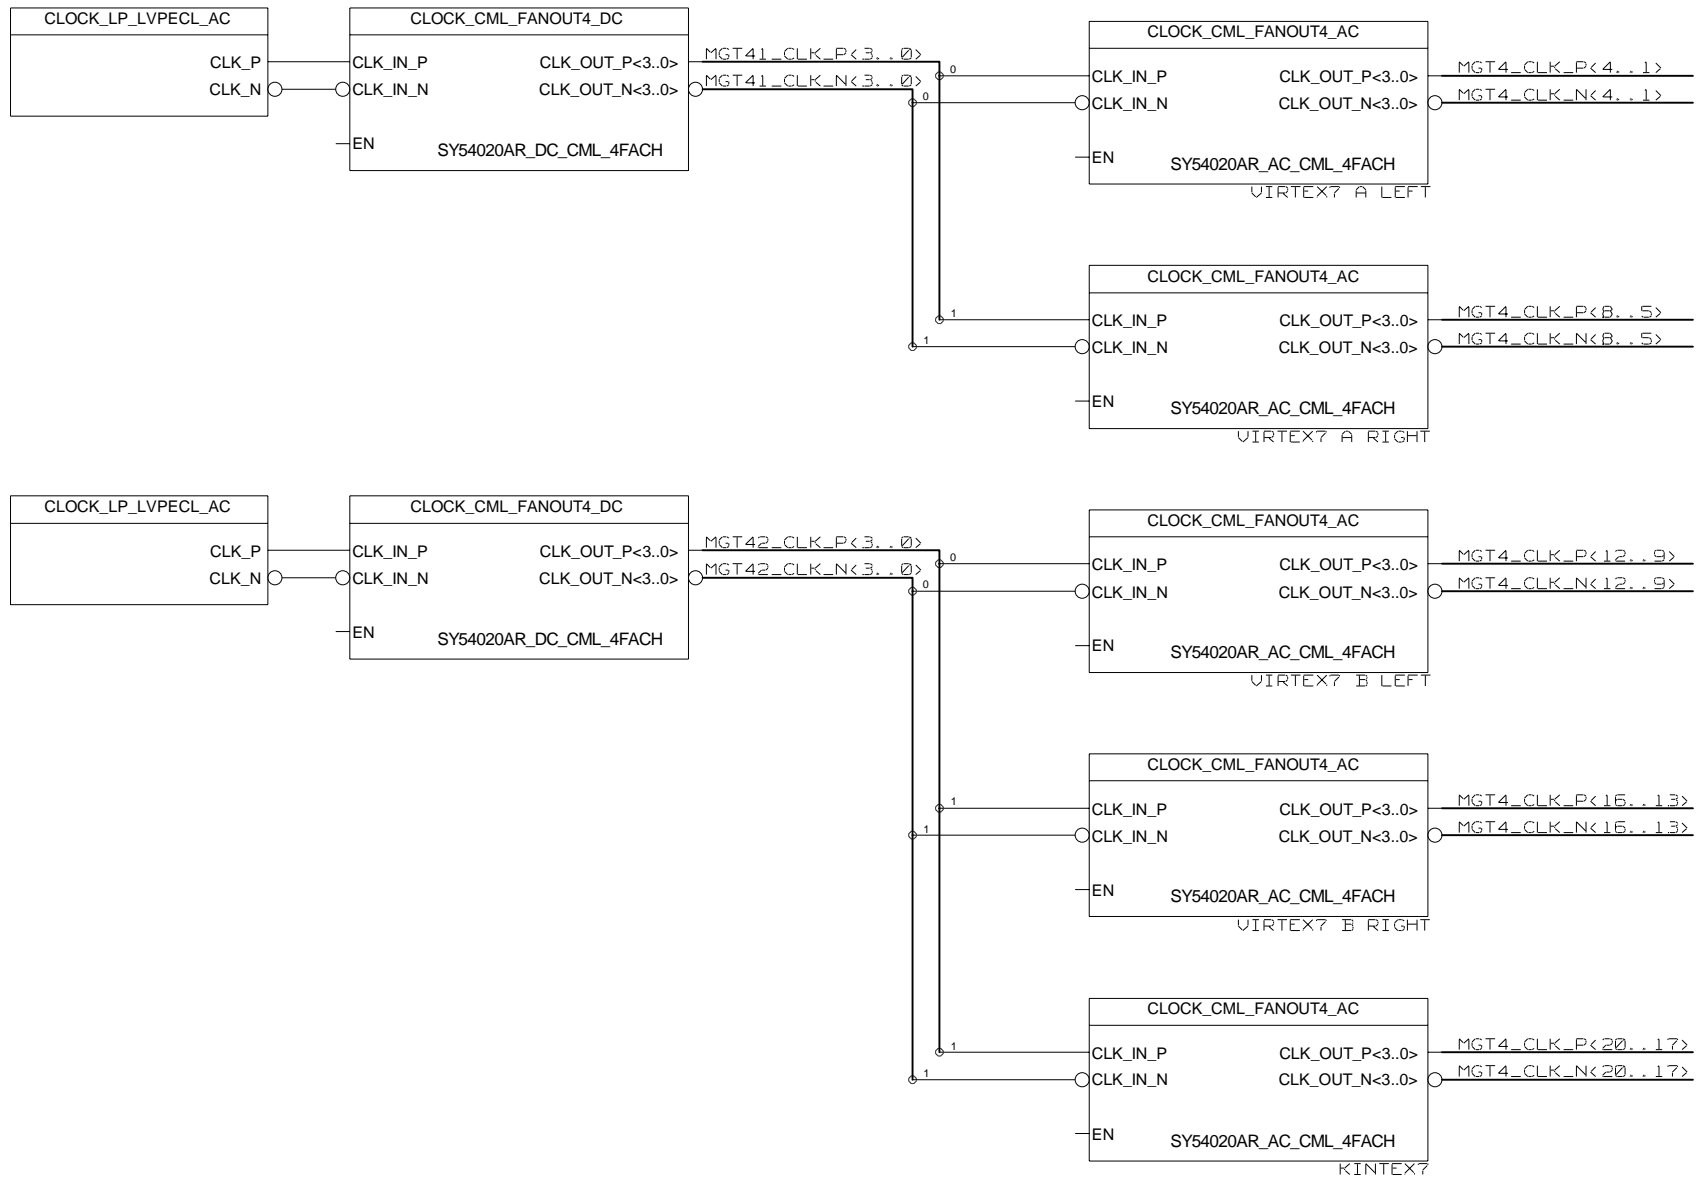 CLOCK_LP_LVPECL_AC
CLK_P
CLK_N
CLOCK_CML_FANOUT4_DC
CLK_IN_P CLK_OUT_P<3..0>
CLK_IN_N CLK_OUT_N<3..0>
EN
SY54020AR_DC_CML_4FACH
MGT41_CLK_P<3..0>
MGT41_CLK_N<3..0>
0
0
CLOCK_CML_FANOUT4_AC
CLK_IN_P CLK_OUT_P<3..0>
CLK_IN_N CLK_OUT_N<3..0>
EN
SY54020AR_AC_CML_4FACH
VIRTEX7 A LEFT
MGT4_CLK_P<4..1>
MGT4_CLK_N<4..1>
1
1
CLOCK_CML_FANOUT4_AC
CLK_IN_P CLK_OUT_P<3..0>
CLK_IN_N CLK_OUT_N<3..0>
EN
SY54020AR_AC_CML_4FACH
VIRTEX7 A RIGHT
MGT4_CLK_P<8..5>
MGT4_CLK_N<8..5>
CLOCK_LP_LVPECL_AC
CLK_P
CLK_N
CLOCK_CML_FANOUT4_DC
CLK_IN_P CLK_OUT_P<3..0>
CLK_IN_N CLK_OUT_N<3..0>
EN
SY54020AR_DC_CML_4FACH
MGT42_CLK_P<3..0>
MGT42_CLK_N<3..0>
0
0
CLOCK_CML_FANOUT4_AC
CLK_IN_P CLK_OUT_P<3..0>
CLK_IN_N CLK_OUT_N<3..0>
EN
SY54020AR_AC_CML_4FACH
VIRTEX7 B LEFT
MGT4_CLK_P<12..9>
MGT4_CLK_N<12..9>
1
1
CLOCK_CML_FANOUT4_AC
CLK_IN_P CLK_OUT_P<3..0>
CLK_IN_N CLK_OUT_N<3..0>
EN
SY54020AR_AC_CML_4FACH
VIRTEX7 B RIGHT
MGT4_CLK_P<16..13>
MGT4_CLK_N<16..13>
1
1
CLOCK_CML_FANOUT4_AC
CLK_IN_P CLK_OUT_P<3..0>
CLK_IN_N CLK_OUT_N<3..0>
EN
SY54020AR_AC_CML_4FACH
KINTEX7
MGT4_CLK_P<20..17>
MGT4_CLK_N<20..17>